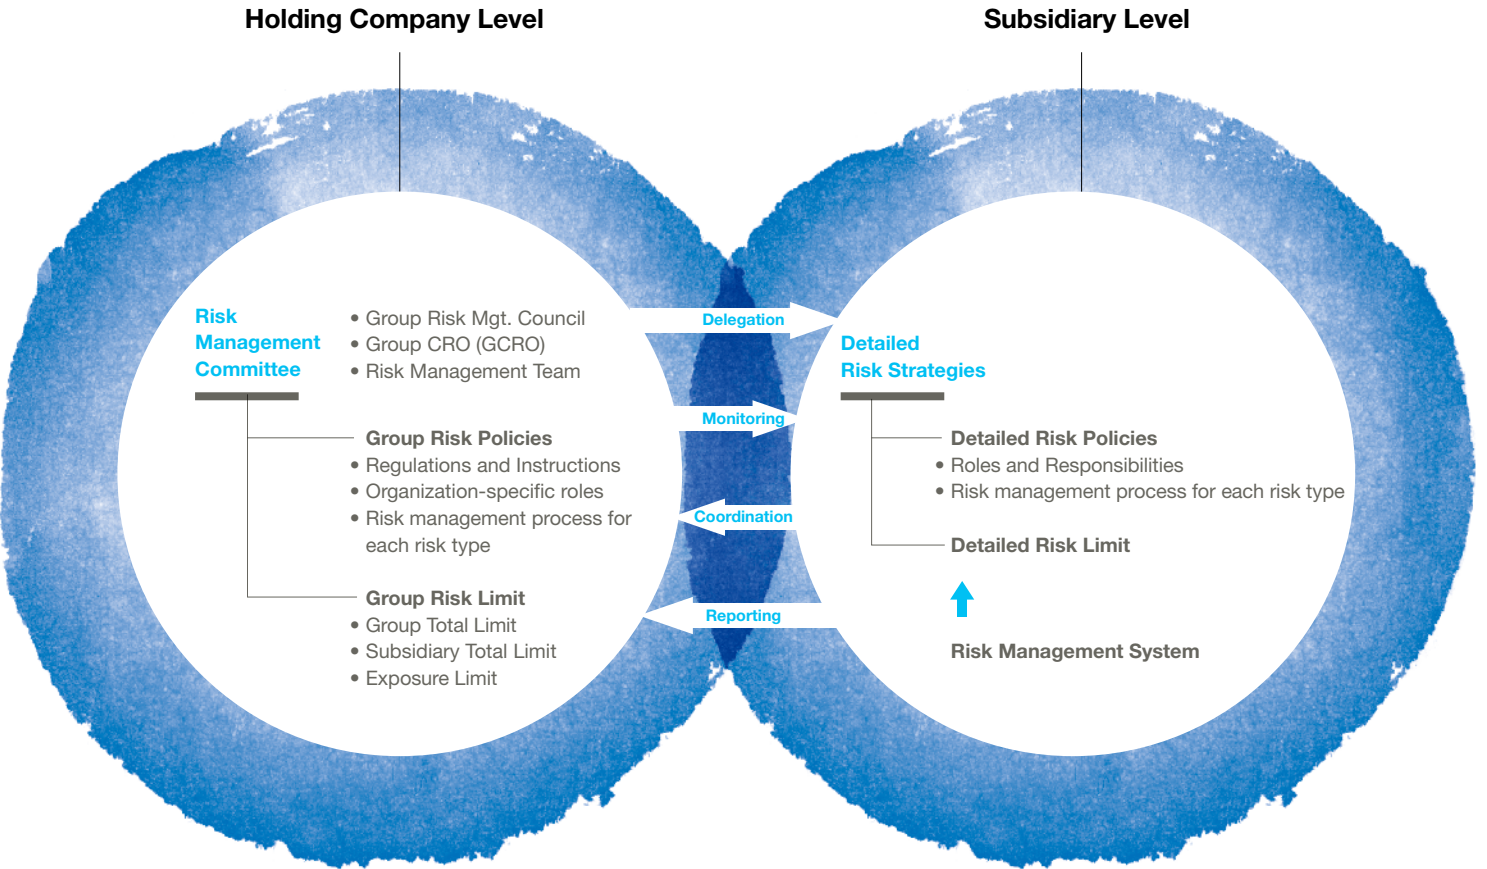 Holding Company Level
Subsidiary Level
Risk
Management
Committee
• Group Risk Mgt. Council
• Group CRO (GCRO)
• Risk Management Team
Group Risk Policies
• Regulations and Instructions
• Organization-specific roles
• Risk management process for
each risk type
Group Risk Limit
• Group Total Limit
• Subsidiary Total Limit
• Exposure Limit
Delegation
Monitoring
Coordination
Reporting
Detailed
Risk Strategies
Detailed Risk Policies
• Roles and Responsibilities
• Risk management process for each risk type
Detailed Risk Limit
Risk Management System